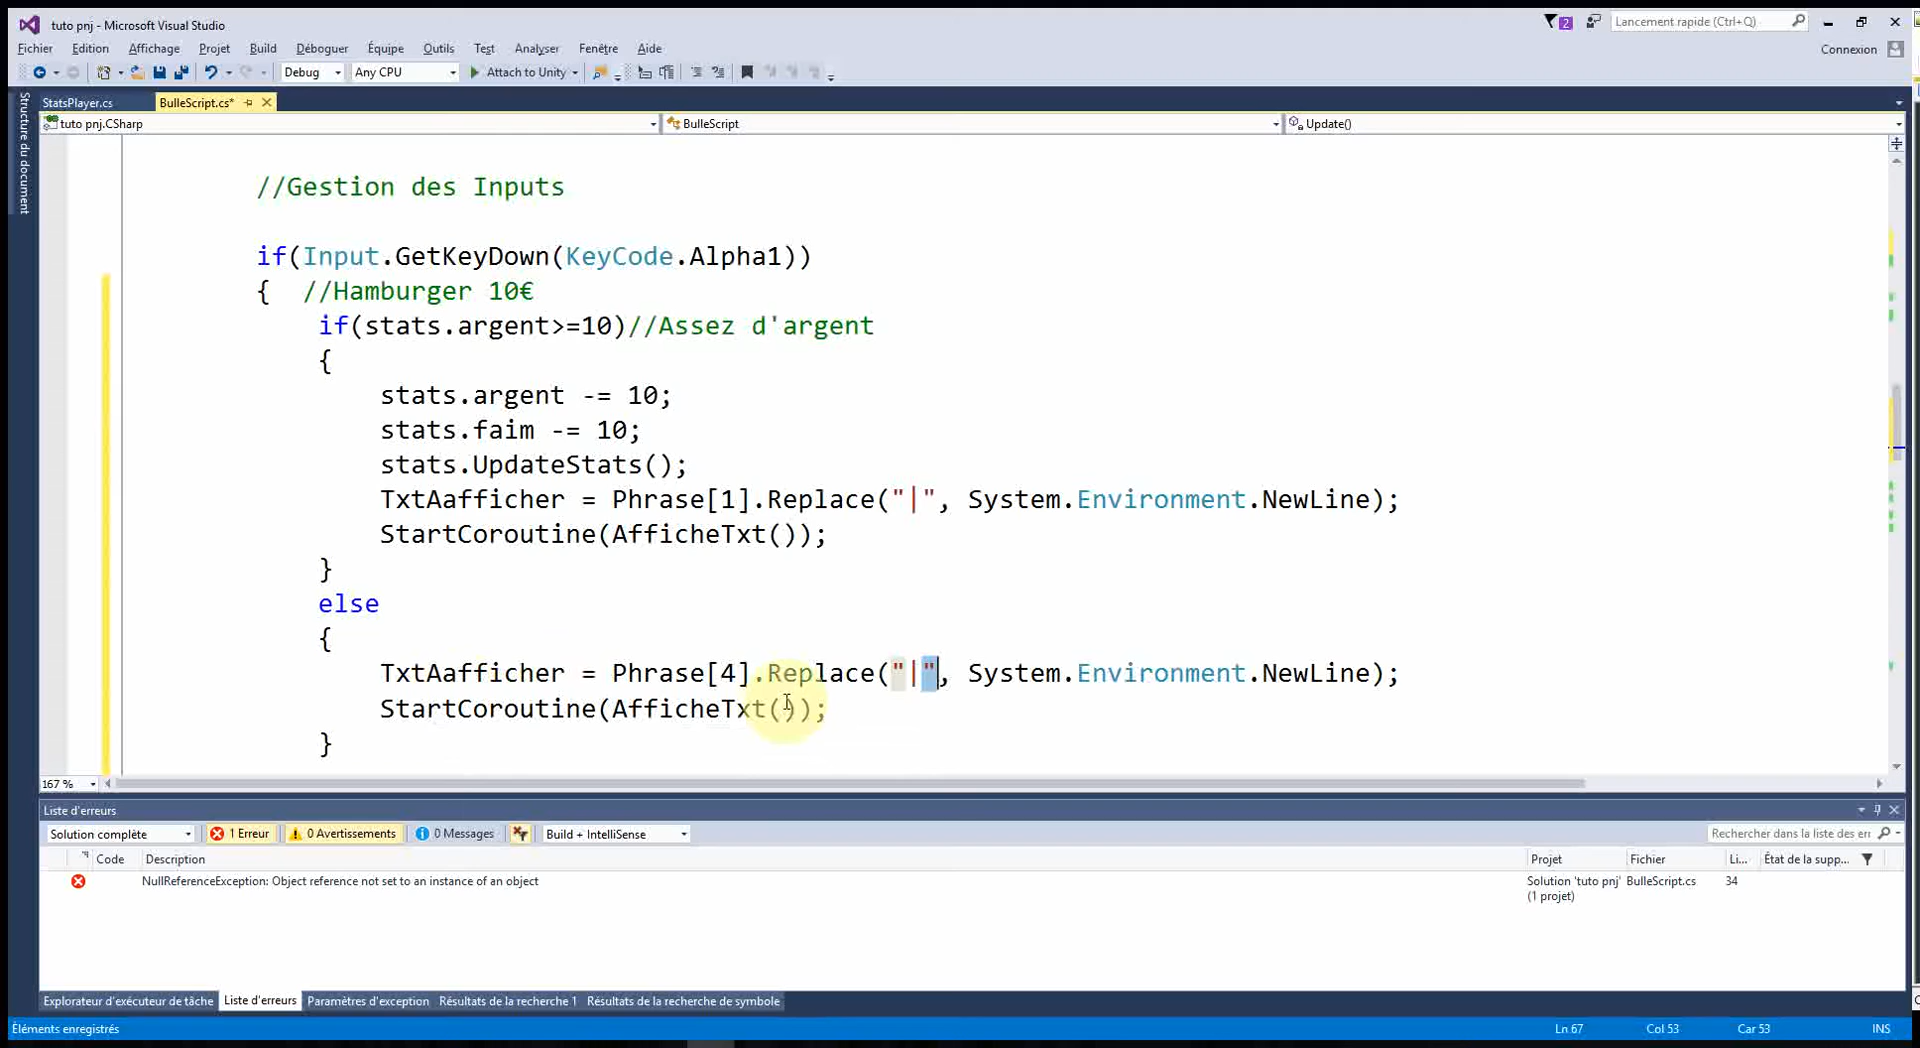 tuto pnj - Microsoft Visual Studio
2
Lancement rapide (Ctrl+Q)
Fichier Edition Affichage Projet Build Déboguer Équipe Outils Test Analyser Fenêtre Aide
Connexion
Debug Any CPU Attach to Unity
Structure du document
StatsPlayer.cs BulleScript.cs*
tuto pnj.CSharp BulleScript Update()
//Gestion des Inputs
if(Input.GetKeyDown(KeyCode.Alpha1))
{ //Hamburger 10€
if(stats.argent>=10)//Assez d'argent
{
stats.argent -= 10;
stats.faim -= 10;
stats.UpdateStats();
TxtAafficher = Phrase[1].Replace("|", System.Environment.NewLine);
StartCoroutine(AfficheTxt());
}
else
{
TxtAafficher = Phrase[4].Replace("|", System.Environment.NewLine);
StartCoroutine(AfficheTxt());
}
167 %
Liste d'erreurs
Solution complète 1 Erreur 0 Avertissements 0 Messages Build + IntelliSense Rechercher dans la liste des err
Code Description Projet Fichier Li... État de la supp...
NullReferenceException: Object reference not set to an instance of an object Solution 'tuto pnj' BulleScript.cs 34
(1 projet)
Explorateur d'exécuteur de tâche Liste d'erreurs Paramètres d'exception Résultats de la recherche 1 Résultats de la recherche de symbole
Éléments enregistrés Ln 67 Col 53 Car 53 INS